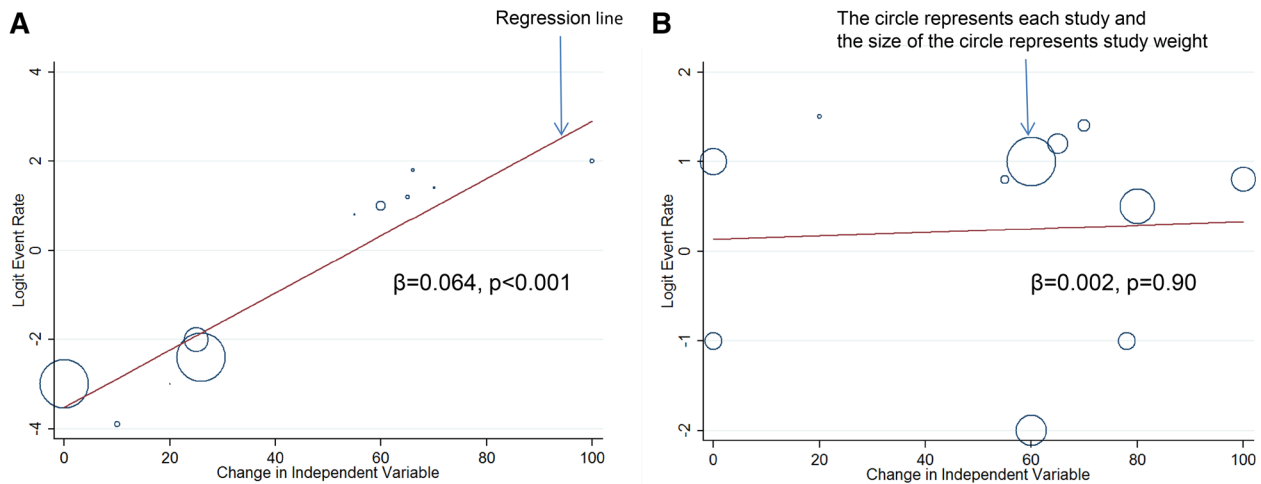 A
Regression line
4
2
0
-2
-4
Logit Event Rate
β=0.064, p<0.001
0 20 40 60 80 100
Change in Independent Variable
B
The circle represents each study and
the size of the circle represents study weight
2
1
0
-1
-2
Logit Event Rate
β=0.002, p=0.90
0 20 40 60 80 100
Change in Independent Variable